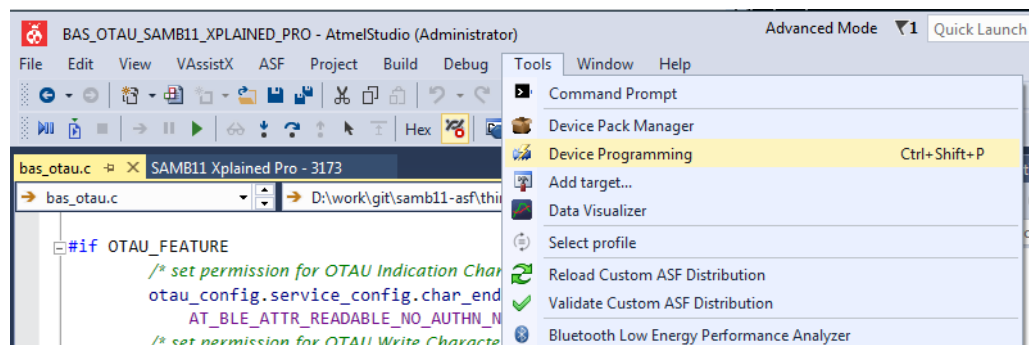 BAS_OTAU_SAMB11_XPLAINED_PRO - AtmelStudio (Administrator)
Advanced Mode 1 Quick Launch
File Edit View VAssistX ASF Project Build Debug Tools Window Help
Hex
Command Prompt
Device Pack Manager
Device Programming Ctrl+Shift+P
Add target...
Data Visualizer
Select profile
Reload Custom ASF Distribution
Validate Custom ASF Distribution
Bluetooth Low Energy Performance Analyzer
bas_otau.c SAMB11 Xplained Pro - 3173
bas_otau.c D:\work\git\samb11-asf\thi
#if OTAU_FEATURE
/* set permission for OTAU Indication Char
otau_config.service_config.char_end
AT_BLE_ATTR_READABLE_NO_AUTHN_N
/* set permission for OTAU Write Characte